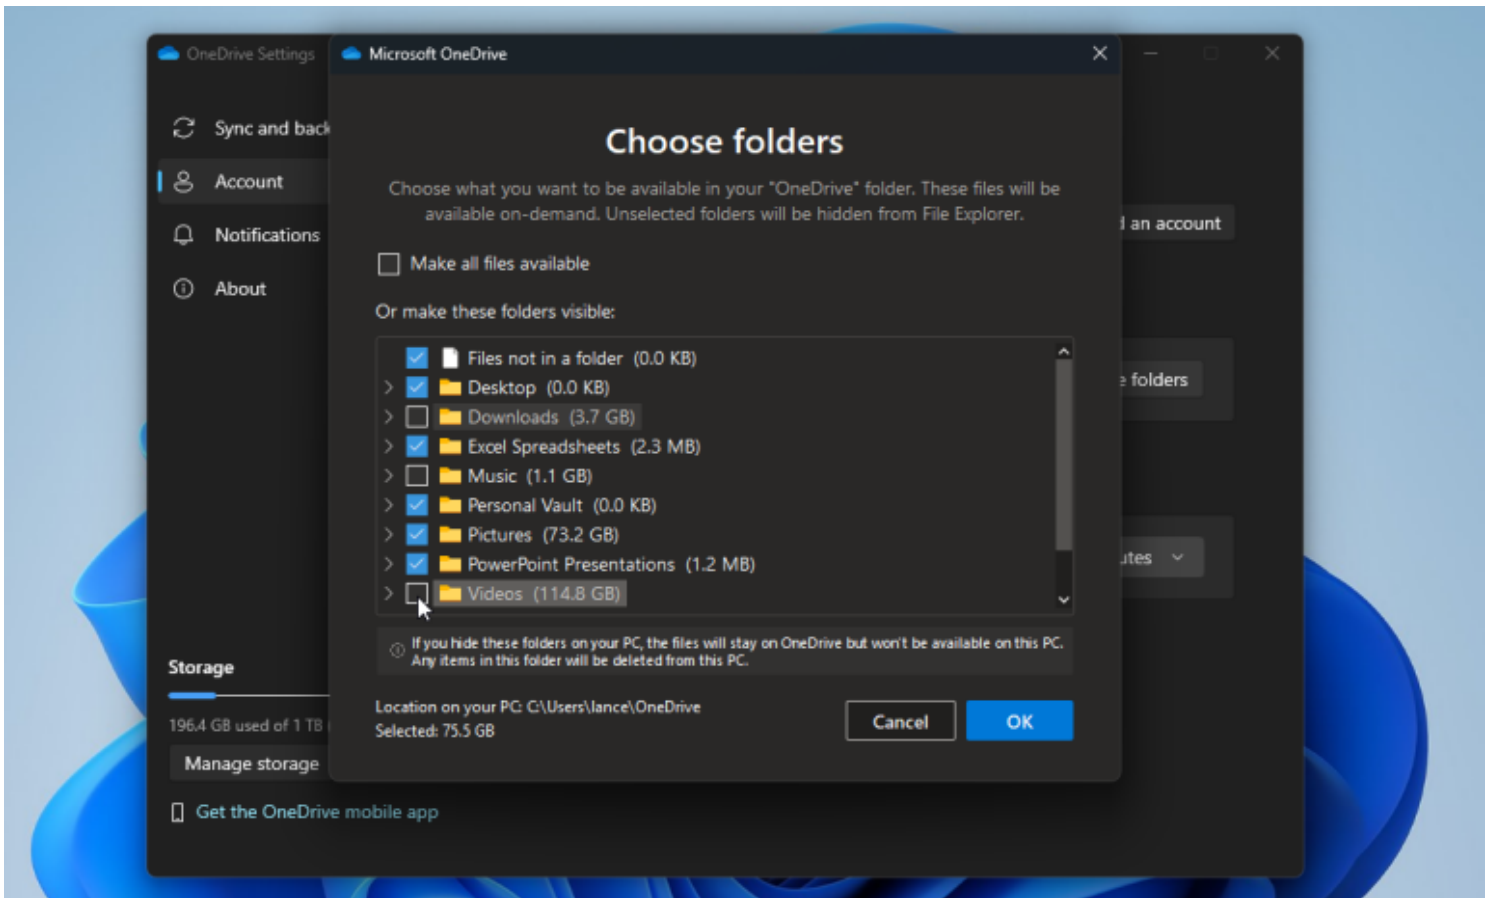 OneDrive Settings
Microsoft OneDrive
Sync and back
Account
Notifications
About
Choose folders
Choose what you want to be available in your "OneDrive" folder. These files will be
available on-demand. Unselected folders will be hidden from File Explorer.
an account
Make all files available
Or make these folders visible:
Files not in a folder (0.0 KB)
Desktop (0.0 KB)
Downloads (3.7 GB)
Excel Spreadsheets (2.3 MB)
Music (1.1 GB)
Personal Vault (0.0 KB)
Pictures (73.2 GB)
PowerPoint Presentations (1.2 MB)
Videos (114.8 GB)
folders
If you hide these folders on your PC, the files will stay on OneDrive but won't be available on this PC.
Any items in this folder will be deleted from this PC.
Location on your PC: C:\Users\lance\OneDrive
Selected: 75.5 GB
Cancel
OK
Storage
196.4 GB used of 1 TB
Manage storage
Get the OneDrive mobile app